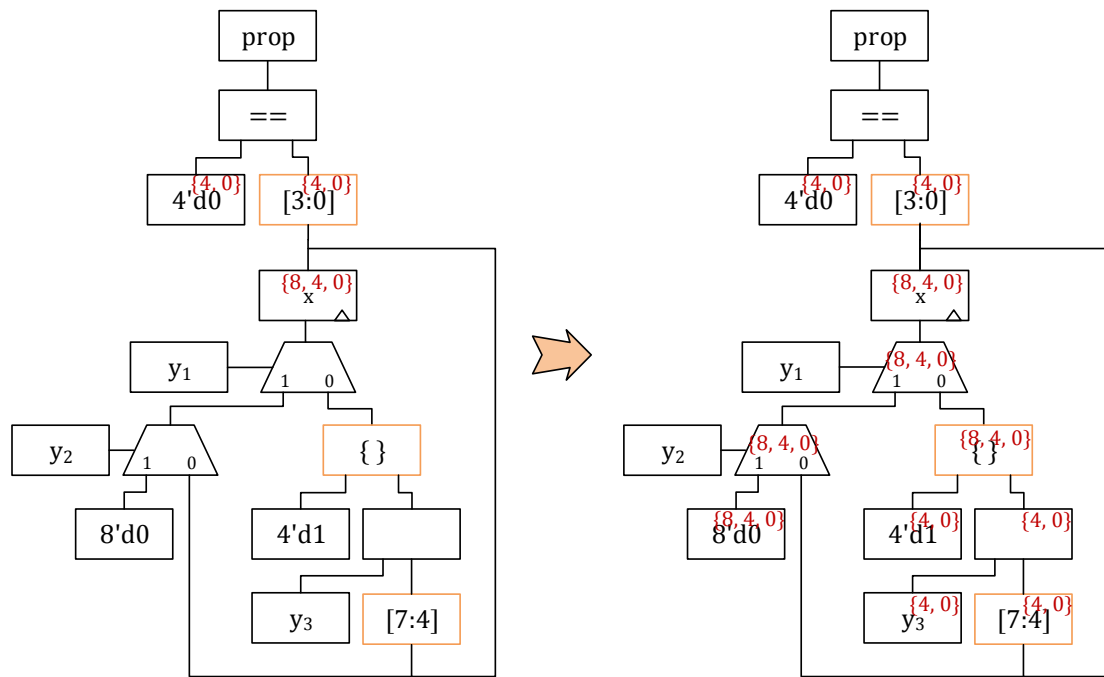 prop
prop
==
==
{4, 0}
4'd0
{4, 0}
[3:0]
{4, 0}
4'd0
{4, 0}
[3:0]
{8, 4, 0}
x
{8, 4, 0}
x
y1
1 0
y1
{8, 4, 0}
1 0
y2
1 0
{ }
y2
{8, 4, 0}
1 0
{8, 4, 0}
{ }
8'd0
4'd1
{8, 4, 0}
8'd0
{4, 0}
4'd1
{4, 0}
y3
[7:4]
{4, 0}
y3
{4, 0}
[7:4]